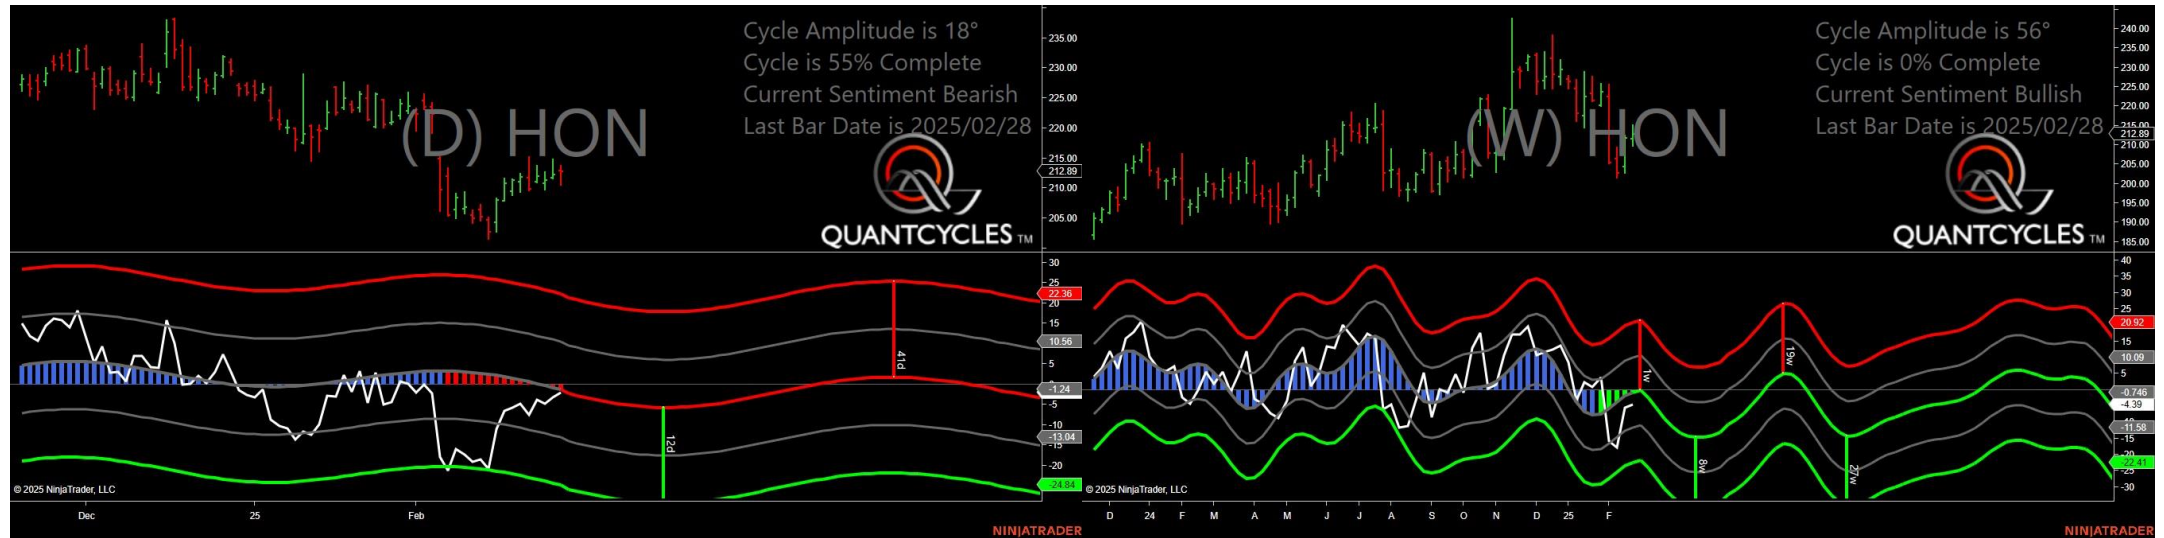 Cycle Amplitude is 18°
Cycle is 55% Complete
Current Sentiment Bearish
Last Bar Date is 2025/02/28
(D) HON
QUANTCYCLES TM
235.00
230.00
225.00
220.00
215.00
212.89
210.00
205.00
30
25
22.36
20
15
10.56
5
-1.24
-5
-10
-13.04
-15
-20
-24.84
41d
12d
© 2025 NinjaTrader, LLC
Dec
25
Feb
NINJATRADER
Cycle Amplitude is 56°
Cycle is 0% Complete
Current Sentiment Bullish
Last Bar Date is 2025/02/28
(W) HON
QUANTCYCLES TM
240.00
235.00
230.00
225.00
220.00
215.00
212.89
210.00
205.00
200.00
195.00
190.00
185.00
40
35
30
25
20.92
15
10.09
5
-0.746
-4.39
-11.58
-15
-20
-22.41
-25
-30
1w
19w
8w
27w
© 2025 NinjaTrader, LLC
D
24
F
M
A
M
J
J
A
S
O
N
D
25
F
NINJATRADER